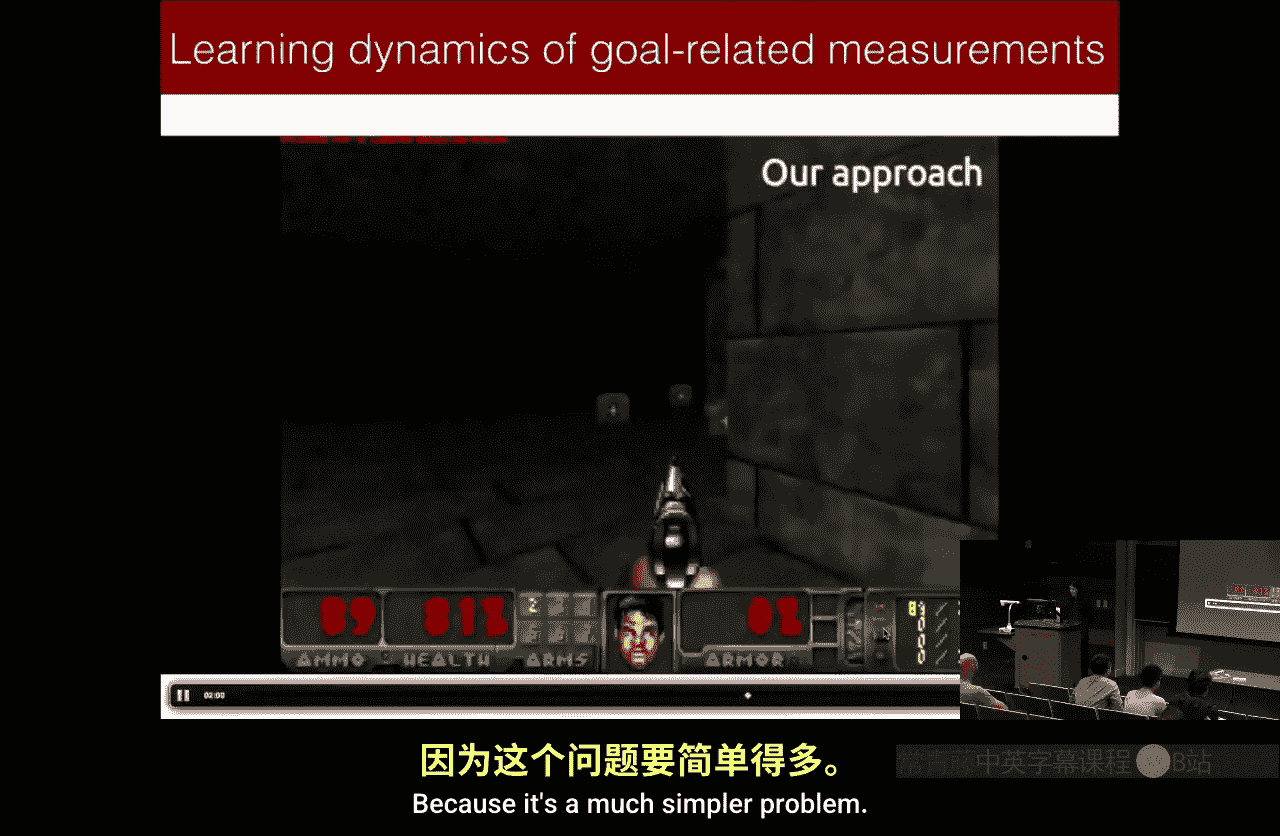 Learning dynamics of goal-related measurements
Our approach
2
AMMO
HEALTH
ARMS
ARMOR
02:00
因为这个问题要简单得多。
中英字幕课程
B站
Because it's a much simpler problem.